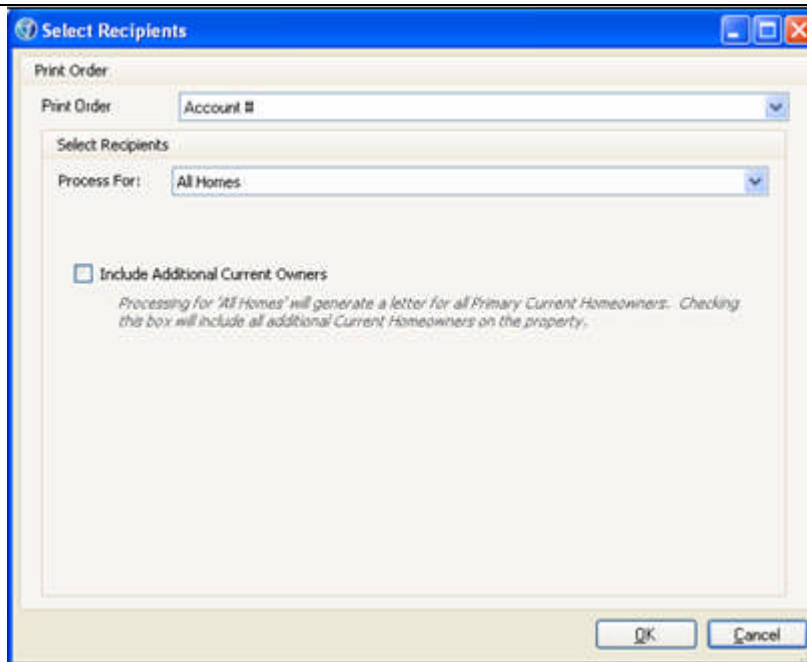 Select Recipients
Print Order
Print Order Account #
Select Recipients
Process For: All Homes
Include Additional Current Owners
Processing for 'All Homes' will generate a letter for all Primary Current Homeowners. Checking
this box will include all additional Current Homeowners on the property.
OK Cancel